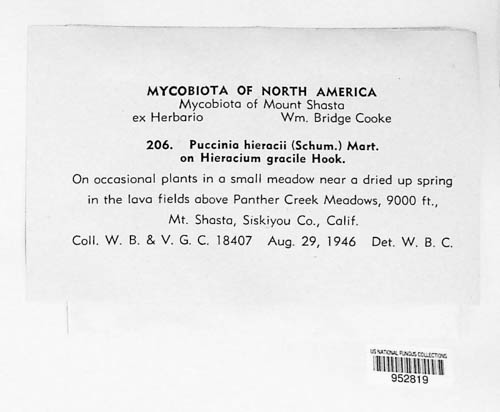 MYCOBIOTA OF NORTH AMERICA
Mycobiota of Mount Shasta
ex Herbario Wm. Bridge Cooke
206. Puccinia hieracii (Schum.) Mart.
on Hieracium gracile Hook.
On occasional plants in a small meadow near a dried up spring
in the lava fields above Panther Creek Meadows, 9000 ft.,
Mt. Shasta, Siskiyou Co., Calif.
Coll. W. B. & V. G. C. 18407 Aug. 29, 1946 Det. W. B. C.
US NATIONAL FUNGUS COLLECTIONS
952819